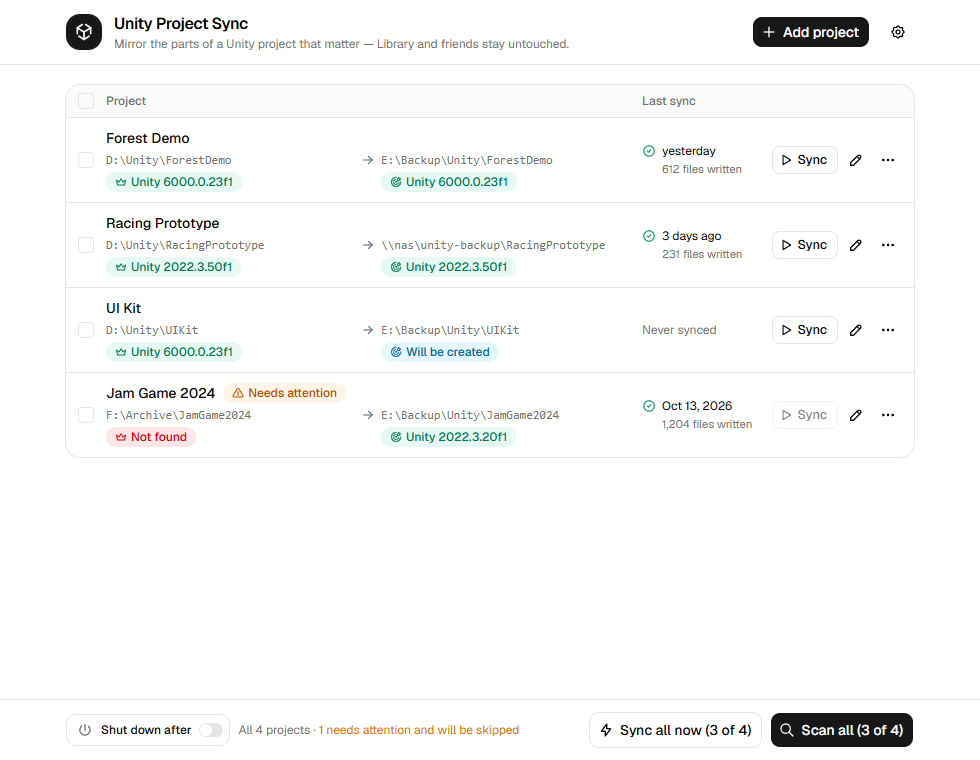 Unity Project Sync
Mirror the parts of a Unity project that matter — Library and friends stay untouched.
Add project
Project
Last sync
Forest Demo
D:\Unity\ForestDemo
→ E:\Backup\Unity\ForestDemo
Unity 6000.0.23f1
Unity 6000.0.23f1
yesterday
612 files written
Sync
Racing Prototype
D:\Unity\RacingPrototype
→ \\nas\unity-backup\RacingPrototype
Unity 2022.3.50f1
Unity 2022.3.50f1
3 days ago
231 files written
Sync
UI Kit
D:\Unity\UIKit
→ E:\Backup\Unity\UIKit
Unity 6000.0.23f1
Will be created
Never synced
Sync
Jam Game 2024
Needs attention
F:\Archive\JamGame2024
→ E:\Backup\Unity\JamGame2024
Not found
Unity 2022.3.20f1
Oct 13, 2026
1,204 files written
Sync
Shut down after
All 4 projects · 1 needs attention and will be skipped
Sync all now (3 of 4)
Scan all (3 of 4)